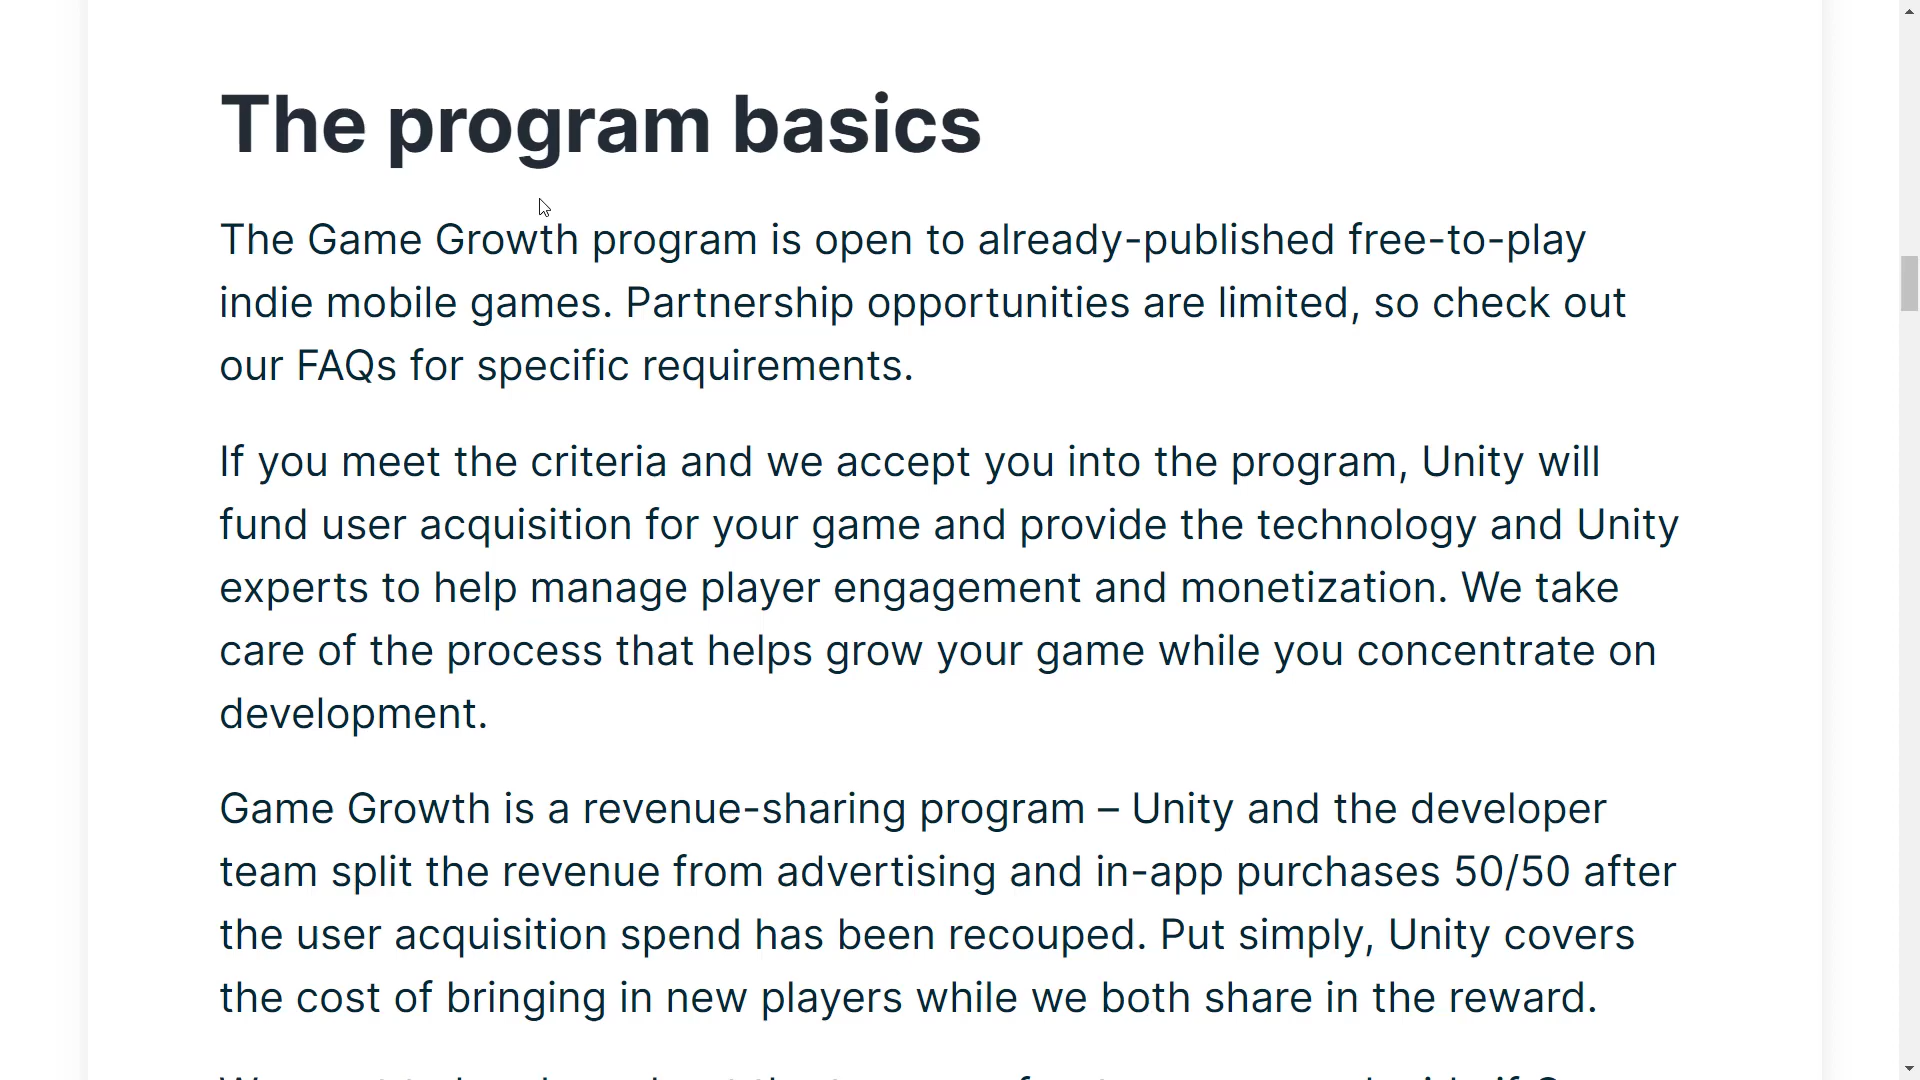 The program basics
The Game Growth program is open to already-published free-to-play
indie mobile games. Partnership opportunities are limited, so check out
our FAQs for specific requirements.
If you meet the criteria and we accept you into the program, Unity will
fund user acquisition for your game and provide the technology and Unity
experts to help manage player engagement and monetization. We take
care of the process that helps grow your game while you concentrate on
development.
Game Growth is a revenue-sharing program – Unity and the developer
team split the revenue from advertising and in-app purchases 50/50 after
the user acquisition spend has been recouped. Put simply, Unity covers
the cost of bringing in new players while we both share in the reward.